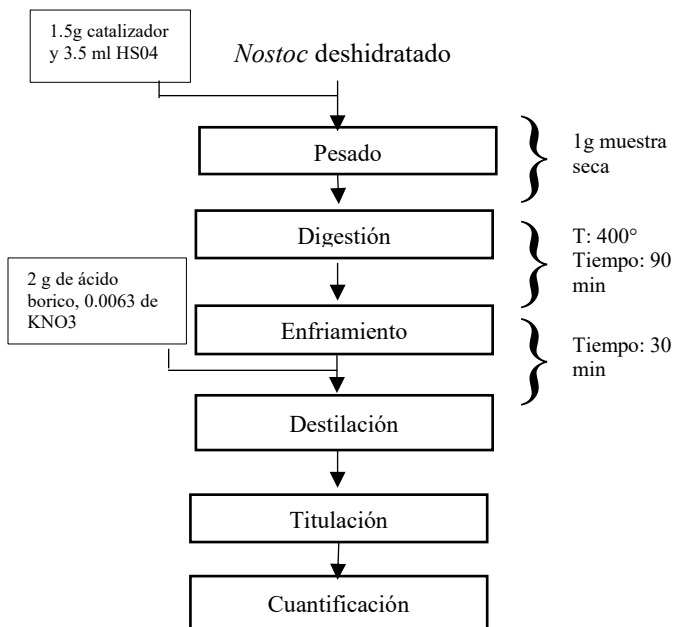 1.5g catalizador
y 3.5 ml HS04
Nostoc deshidratado
Pesado
1g muestra
seca
Digestión
T: 400°
Tiempo: 90
min
2 g de ácido
borico, 0.0063 de
KNO3
Enfriamiento
Tiempo: 30
min
Destilación
Titulación
Cuantificación